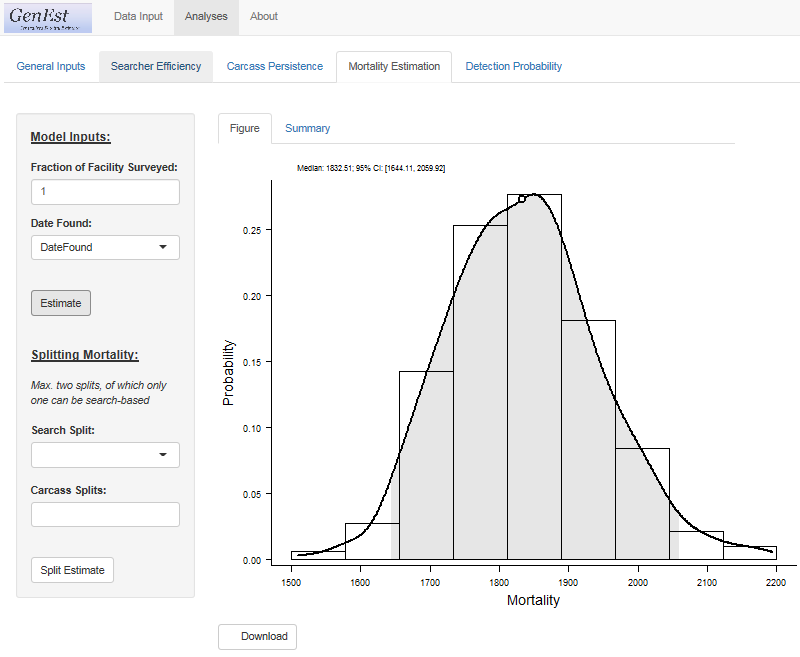 GenEst
Data Input Analyses About
General Inputs Searcher Efficiency Carcass Persistence Mortality Estimation Detection Probability
Model Inputs:
Fraction of Facility Surveyed:
1
Date Found:
DateFound
Estimate
Splitting Mortality:
Max. two splits, of which only
one can be search-based
Search Split:
Carcass Splits:
Split Estimate
Figure Summary
Median: 1832.51; 95% CI: [1644.11, 2059.92]
Probability
0.25
0.20
0.15
0.10
0.05
0.00
1500 1600 1700 1800 1900 2000 2100 2200
Mortality
Download